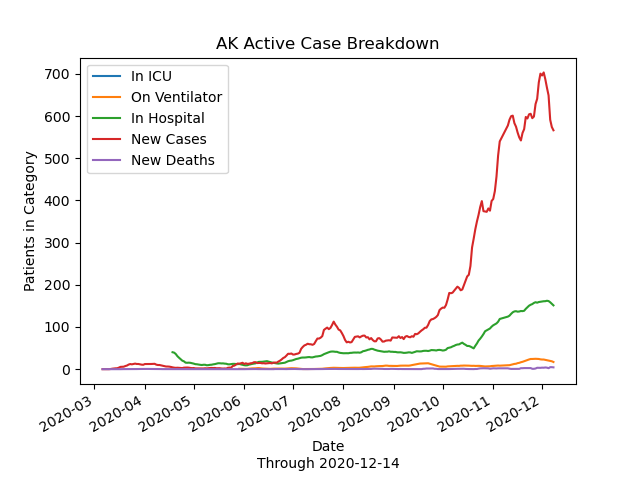 AK Active Case Breakdown
In ICU
On Ventilator
In Hospital
New Cases
New Deaths
Patients in Category
700
600
500
400
300
200
100
0
2020-03
2020-04
2020-05
2020-06
2020-07
2020-08
2020-09
2020-10
2020-11
2020-12
Date
Through 2020-12-14